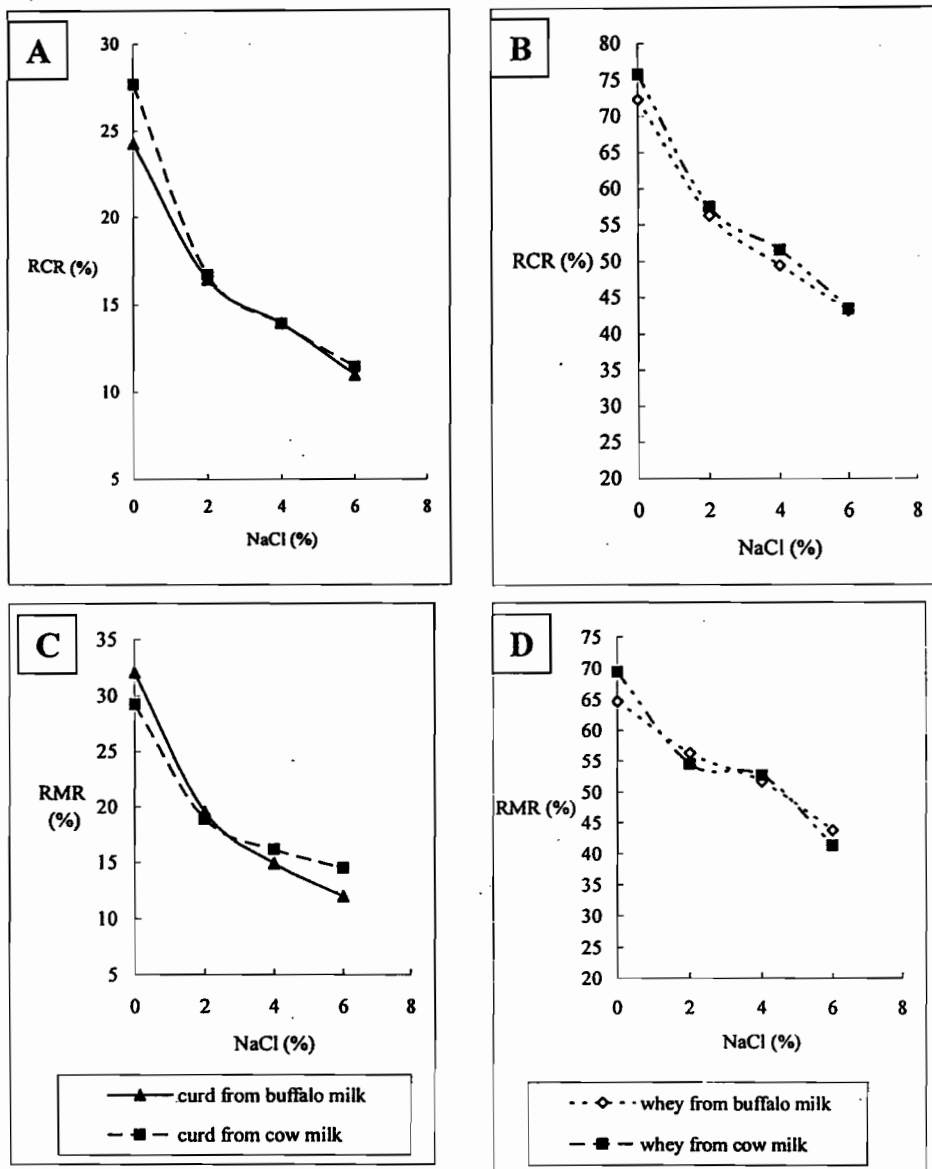 A
30
25
20
RCR (%)
15
10
5
0 2 4 6 8
NaCl (%)
B
80
75
70
65
60
55
RCR (%)
50
45
40
35
30
25
20
0 2 4 6 8
NaCl (%)
C
35
30
25
RMR
(%)
20
15
10
5
0 2 4 6 8
NaCl (%)
curd from buffalo milk
curd from cow milk
D
75
70
65
60
55
50
RMR (%)
45
40
35
30
25
20
0 2 4 6 8
NaCl (%)
whey from buffalo milk
whey from cow milk